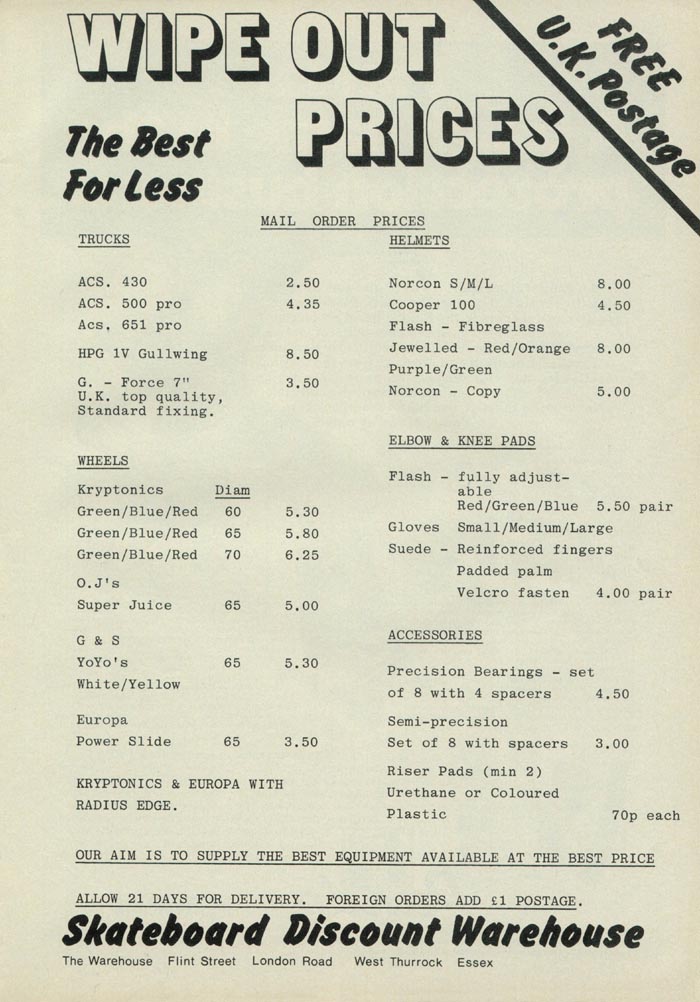 WIPE OUT
PRICES
FREE
U.K. Postage
The Best
For Less
MAIL ORDER PRICES
TRUCKS
ACS. 430 2.50
ACS. 500 pro 4.35
Acs, 651 pro
HPG 1V Gullwing 8.50
G. - Force 7" 3.50
U.K. top quality,
Standard fixing.
WHEELS
Kryptonics Diam
Green/Blue/Red 60 5.30
Green/Blue/Red 65 5.80
Green/Blue/Red 70 6.25
O.J's
Super Juice 65 5.00
G & S
YoYo's 65 5.30
White/Yellow
Europa
Power Slide 65 3.50
KRYPTONICS & EUROPA WITH
RADIUS EDGE.
HELMETS
Norcon S/M/L 8.00
Cooper 100 4.50
Flash - Fibreglass
Jewelled - Red/Orange 8.00
Purple/Green
Norcon - Copy 5.00
ELBOW & KNEE PADS
Flash - fully adjust-
able
Red/Green/Blue 5.50 pair
Gloves Small/Medium/Large
Suede - Reinforced fingers
Padded palm
Velcro fasten 4.00 pair
ACCESSORIES
Precision Bearings - set
of 8 with 4 spacers 4.50
Semi-precision
Set of 8 with spacers 3.00
Riser Pads (min 2)
Urethane or Coloured
Plastic 70p each
OUR AIM IS TO SUPPLY THE BEST EQUIPMENT AVAILABLE AT THE BEST PRICE
ALLOW 21 DAYS FOR DELIVERY. FOREIGN ORDERS ADD £1 POSTAGE.
Skateboard Discount Warehouse
The Warehouse Flint Street London Road West Thurrock Essex